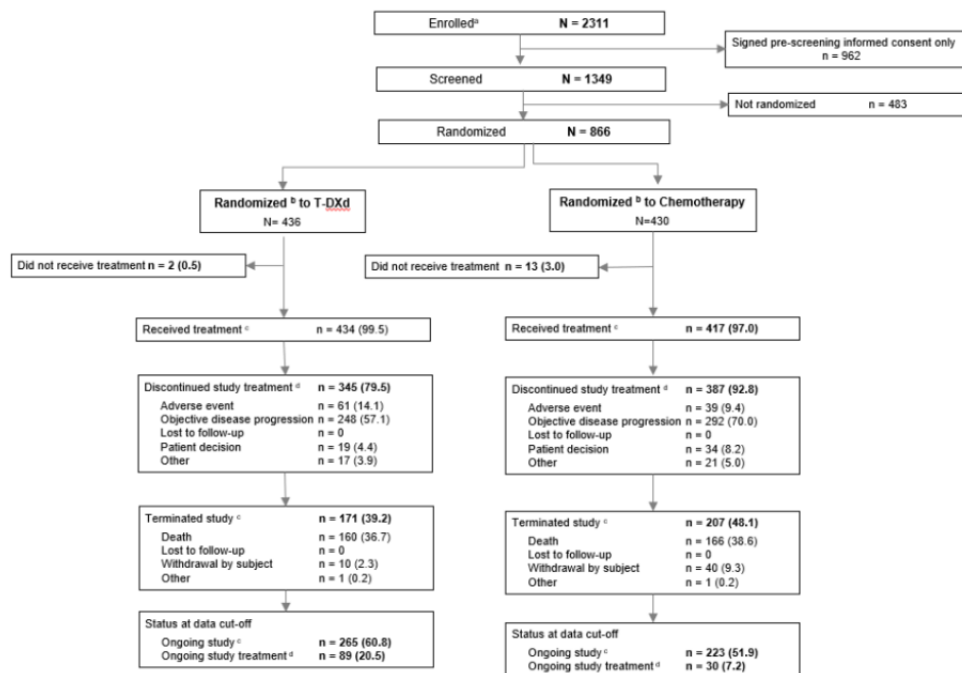 Enrolledᵃ N = 2311
Signed pre-screening informed consent only
n = 962
Screened N = 1349
Not randomized n = 483
Randomized N = 866
Randomized ᵇ to T-DXd
N= 436
Randomized ᵇ to Chemotherapy
N=430
Did not receive treatment n = 2 (0.5)
Did not receive treatment n = 13 (3.0)
Received treatment ᶜ n = 434 (99.5)
Received treatment ᶜ n = 417 (97.0)
Discontinued study treatment ᵈ n = 345 (79.5)
Adverse event n = 61 (14.1)
Objective disease progression n = 248 (57.1)
Lost to follow-up n = 0
Patient decision n = 19 (4.4)
Other n = 17 (3.9)
Discontinued study treatment ᵈ n = 387 (92.8)
Adverse event n = 39 (9.4)
Objective disease progression n = 292 (70.0)
Lost to follow-up n = 0
Patient decision n = 34 (8.2)
Other n = 21 (5.0)
Terminated study ᶜ n = 171 (39.2)
Death n = 160 (36.7)
Lost to follow-up n = 0
Withdrawal by subject n = 10 (2.3)
Other n = 1 (0.2)
Terminated study ᶜ n = 207 (48.1)
Death n = 166 (38.6)
Lost to follow-up n = 0
Withdrawal by subject n = 40 (9.3)
Other n = 1 (0.2)
Status at data cut-off
Ongoing study ᶜ n = 265 (60.8)
Ongoing study treatment ᵈ n = 89 (20.5)
Status at data cut-off
Ongoing study ᶜ n = 223 (51.9)
Ongoing study treatment ᵈ n = 30 (7.2)